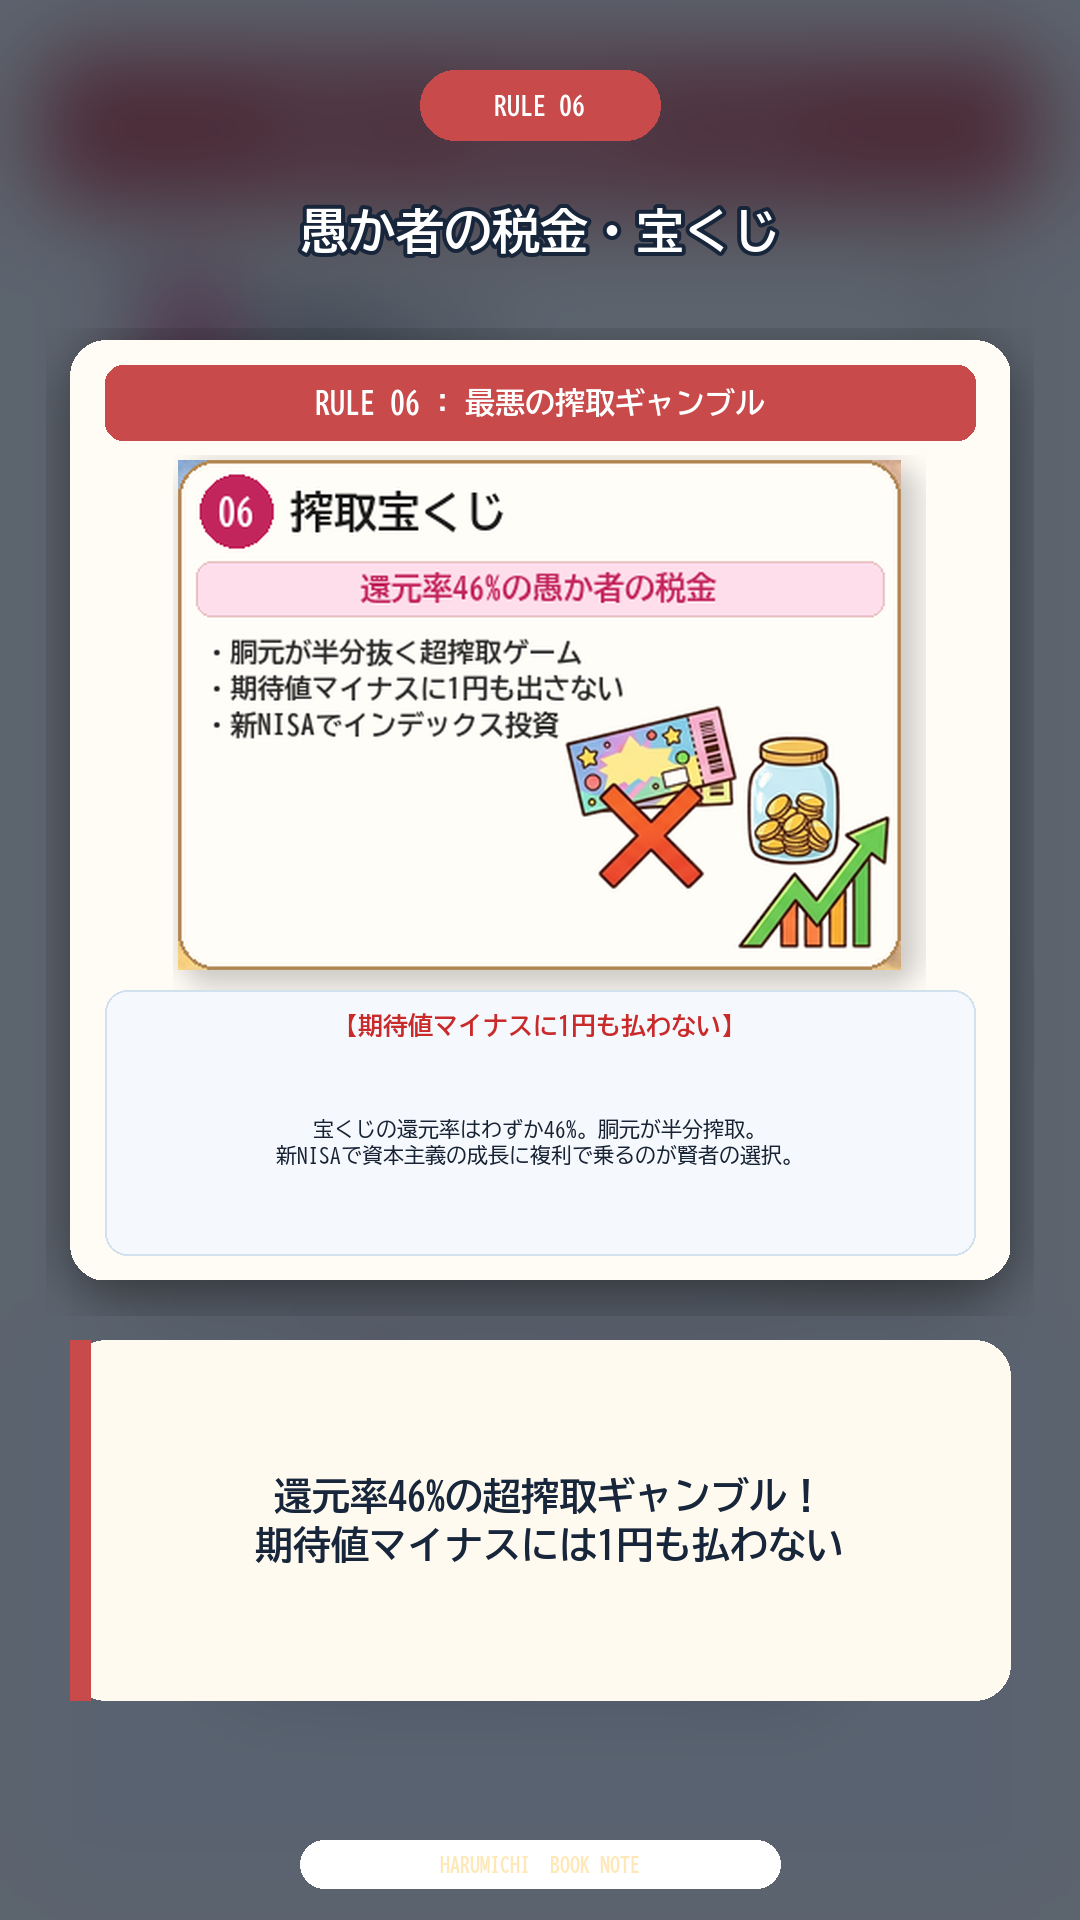 RULE 06
愚か者の税金・宝くじ
RULE 06 : 最悪の搾取ギャンブル
06 搾取宝くじ
還元率46%の愚か者の税金
・胴元が半分抜く超搾取ゲーム
・期待値マイナスに1円も出さない
・新NISAでインデックス投資
【期待値マイナスに1円も払わない】
宝くじの還元率はわずか46%。胴元が半分搾取。
新NISAで資本主義の成長に複利で乗るのが賢者の選択。
還元率46%の超搾取ギャンブル！
期待値マイナスには1円も払わない
HARUMICHI BOOK NOTE